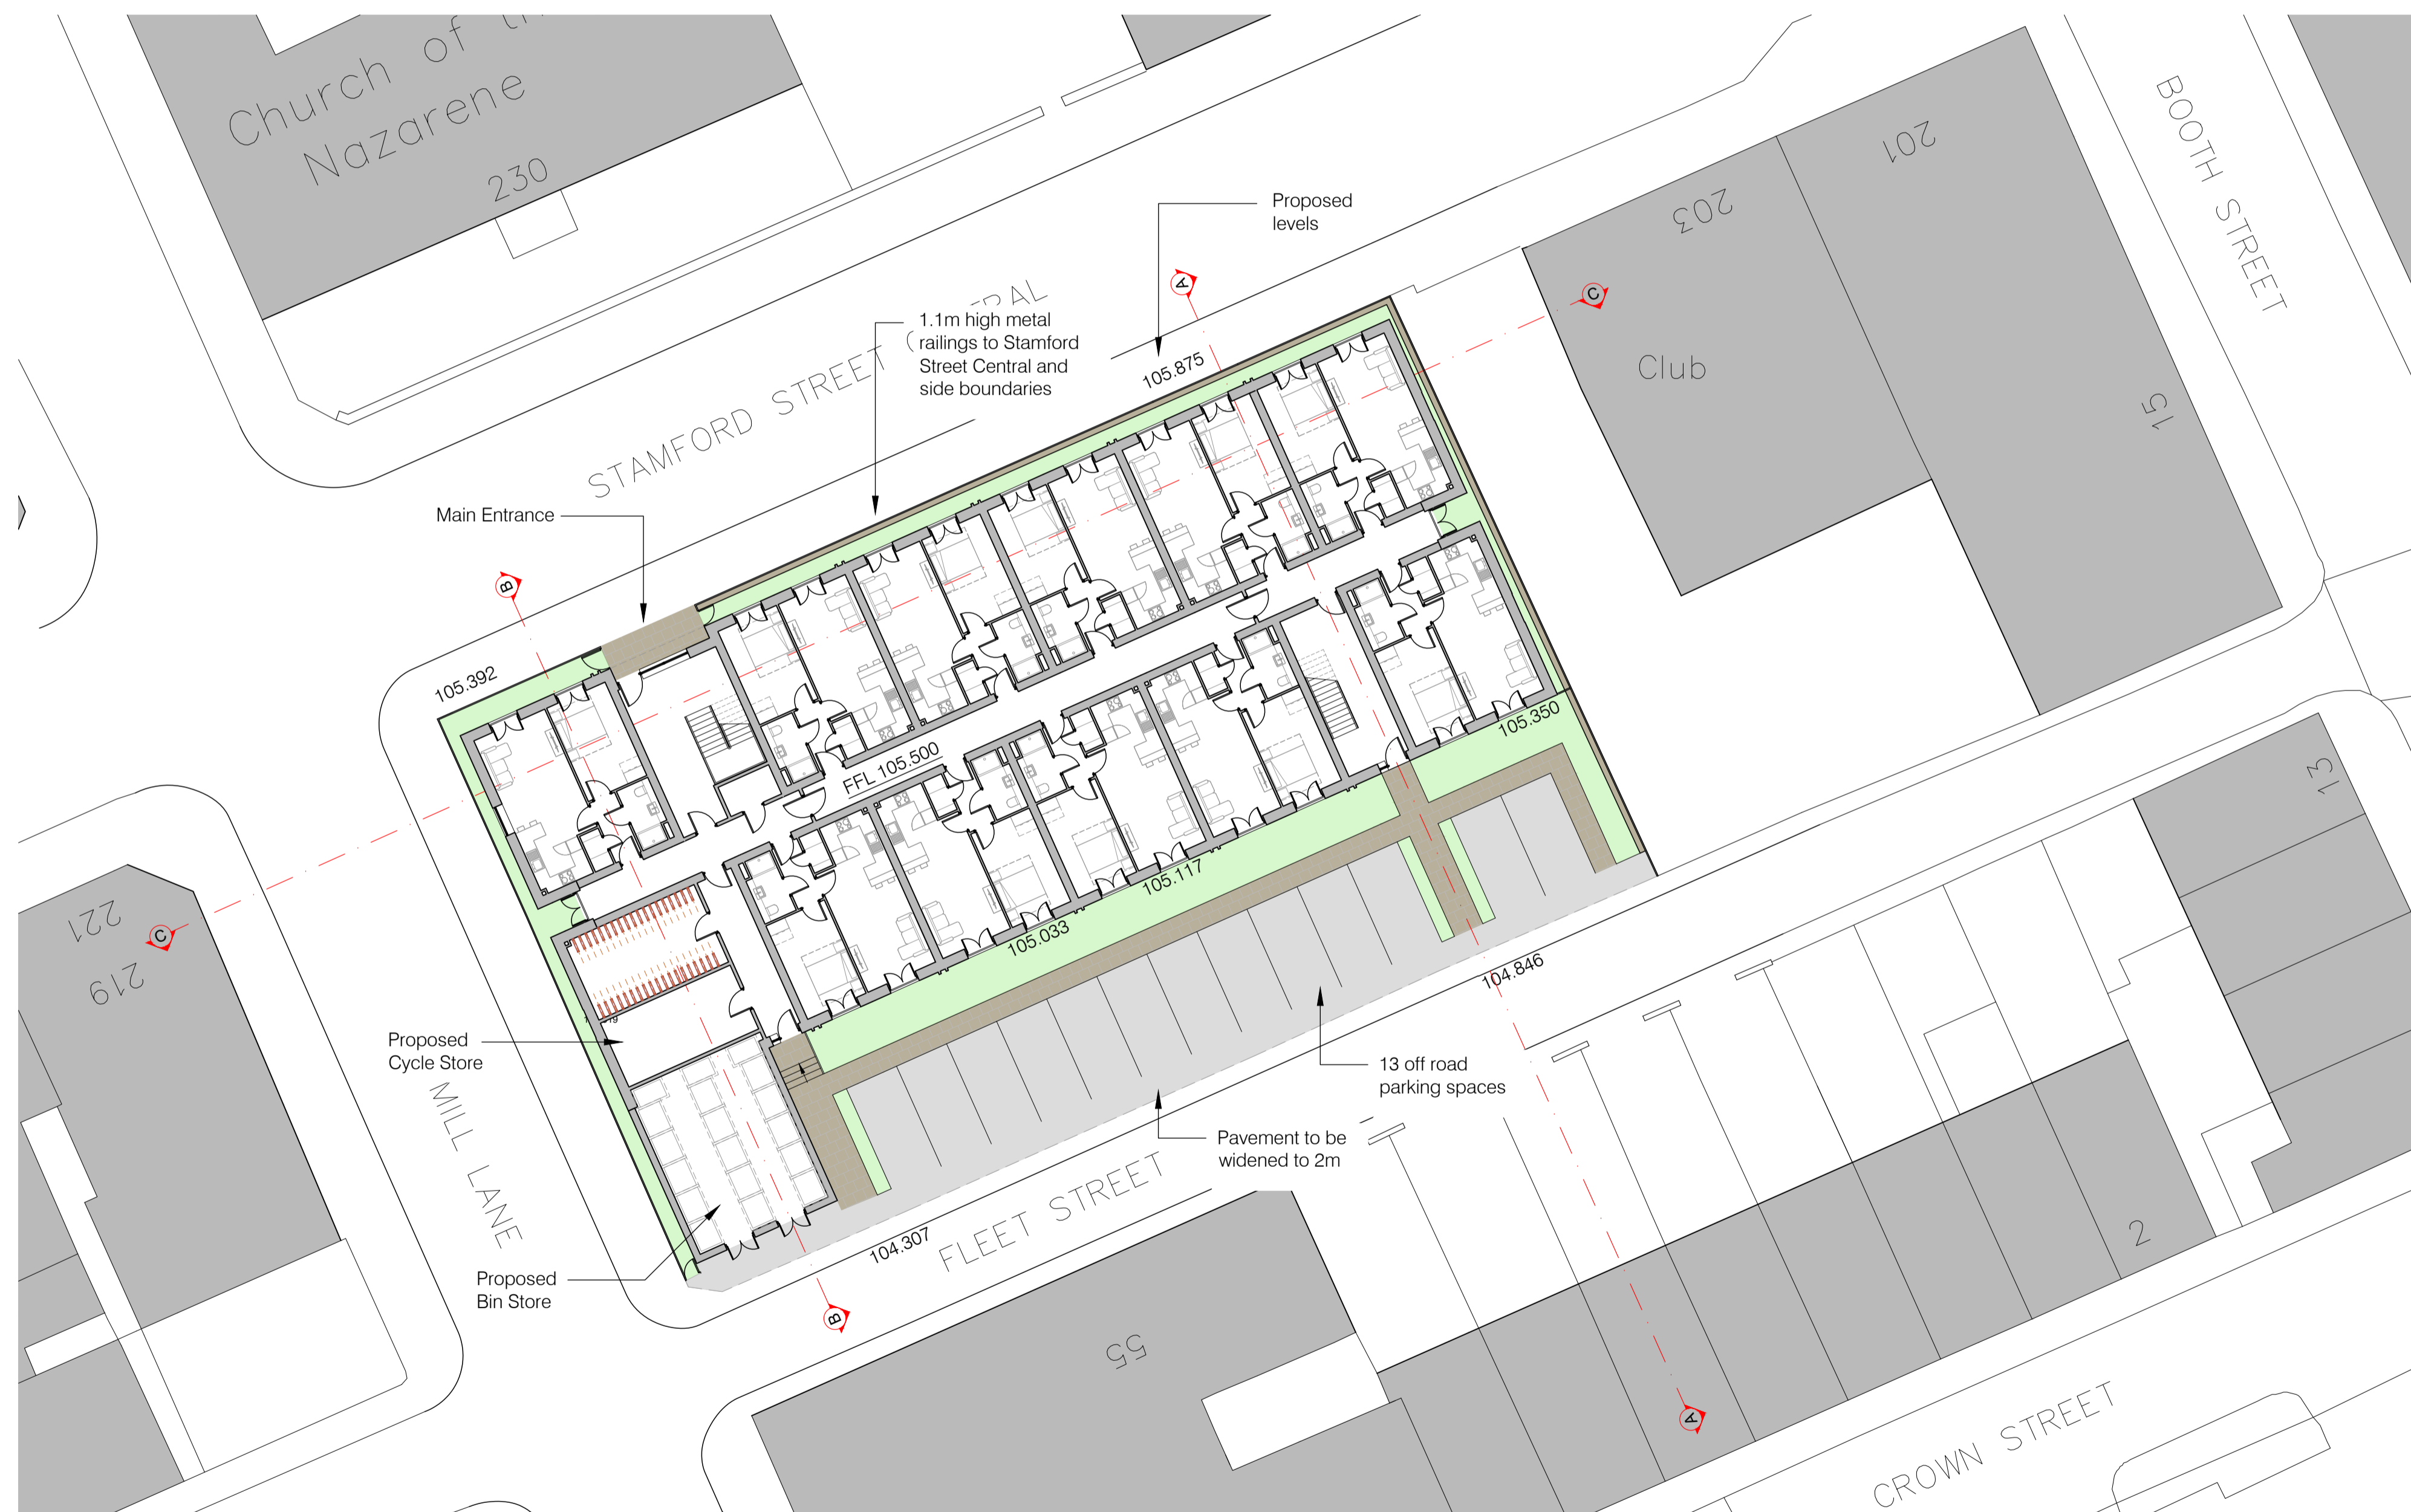 Church of th
Nazarene
230
BOOTH STREET
201
203
Club
15
Proposed
levels
A
C
1.1m high metal
railings to Stamford
Street Central and
side boundaries
STAMFORD STREET C RAL
105.875
Main Entrance
B
105.392
FFL 105.500
105.350
105.117
105.033
104.846
104.307
221
219
C
Proposed
Cycle Store
MILL LANE
Proposed
Bin Store
B
13 off road
parking spaces
Pavement to be
widened to 2m
FLEET STREET
55
13
2
A
CROWN STREET